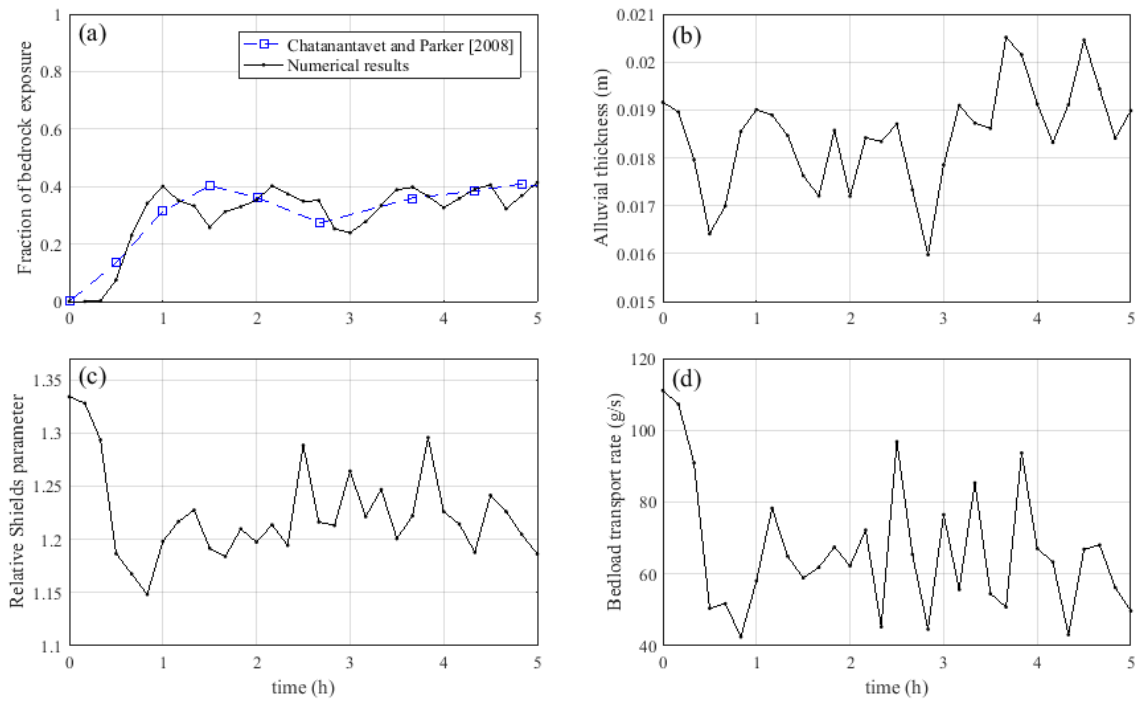 (a)
Chatanantavet and Parker [2008]
Numerical results
Fraction of bedrock exposure
1
0.8
0.6
0.4
0.2
0
0 1 2 3 4 5
(b)
Alluvial thickness (m)
0.021
0.02
0.019
0.018
0.017
0.016
0.015
0 1 2 3 4 5
(c)
Relative Shields parameter
1.35
1.3
1.25
1.2
1.15
1.1
0 1 2 3 4 5
time (h)
(d)
Bedload transport rate (g/s)
120
100
80
60
40
0 1 2 3 4 5
time (h)